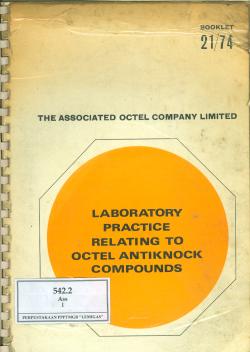 BOOKLET
21/74
THE ASSOCIATED OCTEL COMPANY LIMITED
LABORATORY
PRACTICE
RELATING TO
OCTEL ANTIKNOCK
COMPOUNDS
542.2
Ass
1
PERPUSTAKAAN PPPTMGB "LEMIGAS"